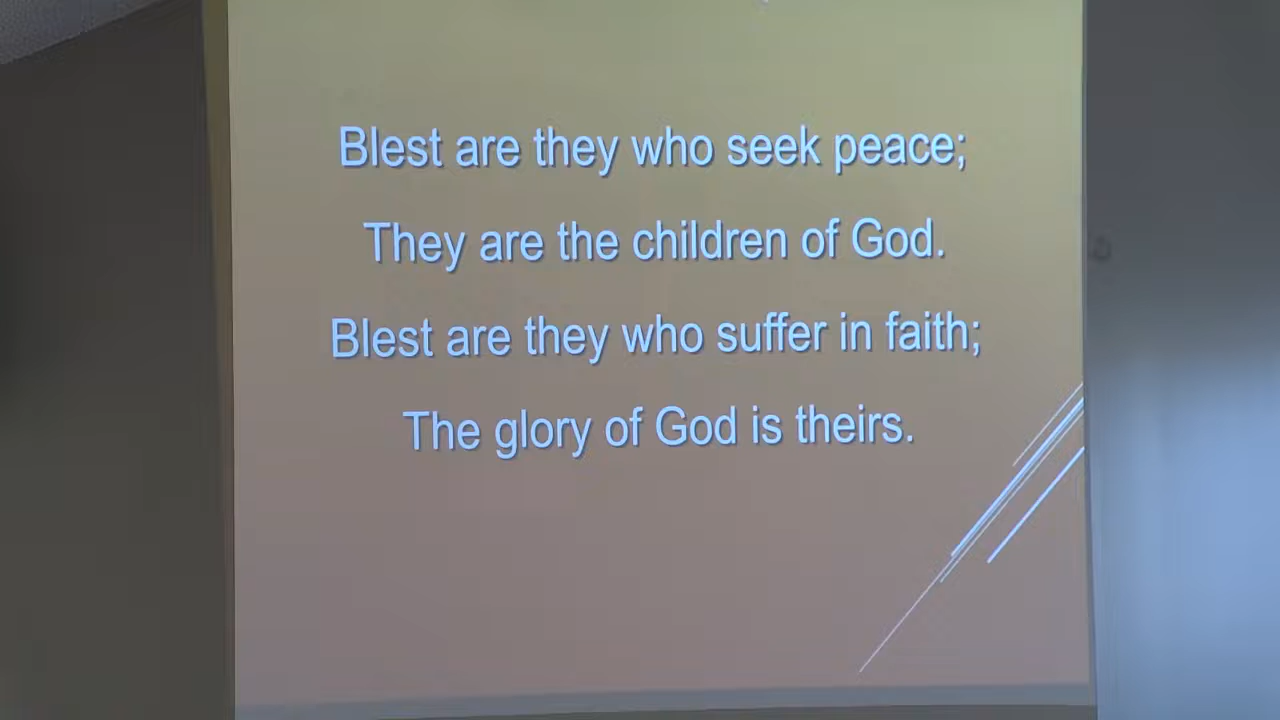 Blest are they who seek peace;
They are the children of God.
Blest are they who suffer in faith;
The glory of God is theirs.